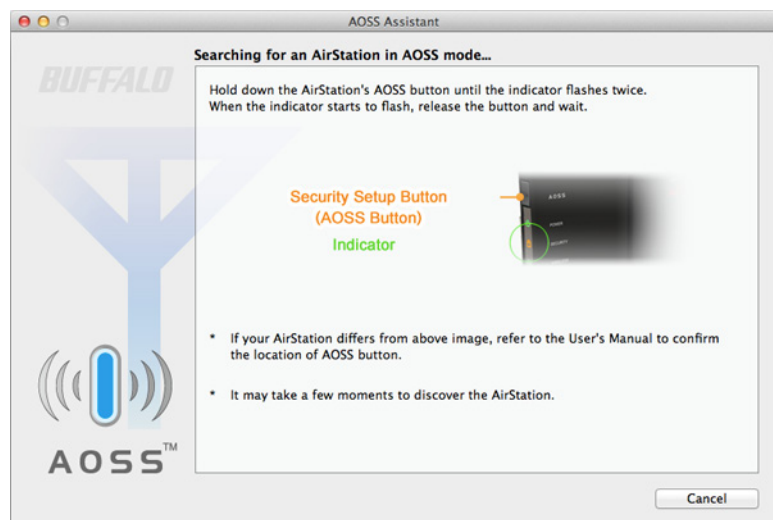 AOSS Assistant
Searching for an AirStation in AOSS mode...
BUFFALO
Hold down the AirStation's AOSS button until the indicator flashes twice.
When the indicator starts to flash, release the button and wait.
Security Setup Button
(AOSS Button)
Indicator
AOSS
POWER
SECURITY
* If your AirStation differs from above image, refer to the User's Manual to confirm
the location of AOSS button.
* It may take a few moments to discover the AirStation.
AOSS™
Cancel